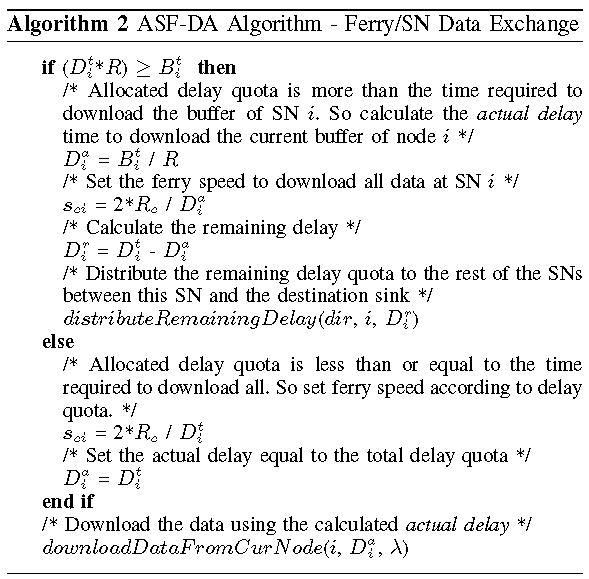 Algorithm 2 ASF-DA Algorithm - Ferry/SN Data Exchange
if (D_i^t*R) ≥ B_i^t then
/* Allocated delay quota is more than the time required to
download the buffer of SN i. So calculate the actual delay
time to download the current buffer of node i */
D_i^a = B_i^t / R
/* Set the ferry speed to download all data at SN i */
s_ci = 2*R_c / D_i^a
/* Calculate the remaining delay */
D_i^r = D_i^t - D_i^a
/* Distribute the remaining delay quota to the rest of the SNs
between this SN and the destination sink */
distributeRemainingDelay(dir, i, D_i^r)
else
/* Allocated delay quota is less than or equal to the time
required to download all. So set ferry speed according to delay
quota. */
s_ci = 2*R_c / D_i^t
/* Set the actual delay equal to the total delay quota */
D_i^a = D_i^t
end if
/* Download the data using the calculated actual delay */
downloadDataFromCurNode(i, D_i^a, λ)